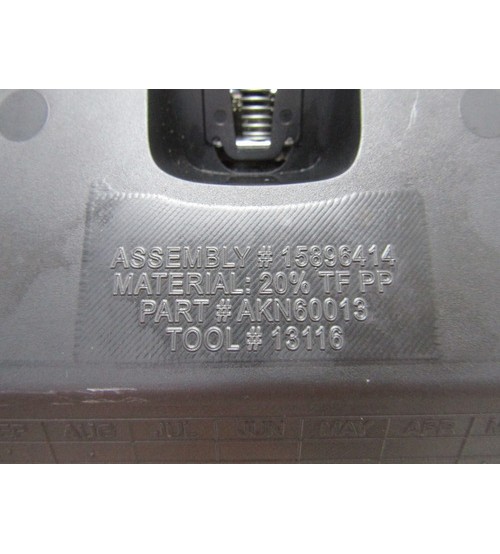 ASSEMBLY # 15896414
MATERIAL: 20% TF PP
PART # AKN60013
TOOL # 13116
AUG JUL JUN MAY APR